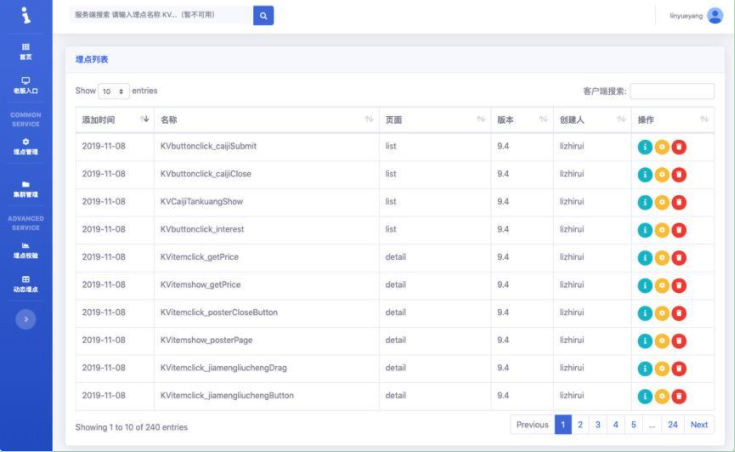 服务端搜索 请输入埋点名称 KV.. (暂不可用)
linyueyang
首页
老板入口
COMMON
SERVICE
埋点管理
集群管理
ADVANCED
SERVICE
埋点校验
动态埋点
埋点列表
Show 10 entries
客户端搜索:
添加时间 名称 页面 版本 创建人 操作
2019-11-08 KVbuttonclick_caijiSubmit list 9.4 lizhirui
2019-11-08 KVbuttonclick_caijiClose list 9.4 lizhirui
2019-11-08 KVCaijiTankuangShow list 9.4 lizhirui
2019-11-08 KVbuttonclick_interest list 9.4 lizhirui
2019-11-08 KVitemclick_getPrice detail 9.4 lizhirui
2019-11-08 KVitemshow_getPrice detail 9.4 lizhirui
2019-11-08 KVitemclick_posterCloseButton detail 9.4 lizhirui
2019-11-08 KVitemshow_posterPage detail 9.4 lizhirui
2019-11-08 KVitemclick_jiamengliuchengDrag detail 9.4 lizhirui
2019-11-08 KVitemclick_jiamengliuchengButton detail 9.4 lizhirui
Showing 1 to 10 of 240 entries
Previous 1 2 3 4 5 ... 24 Next